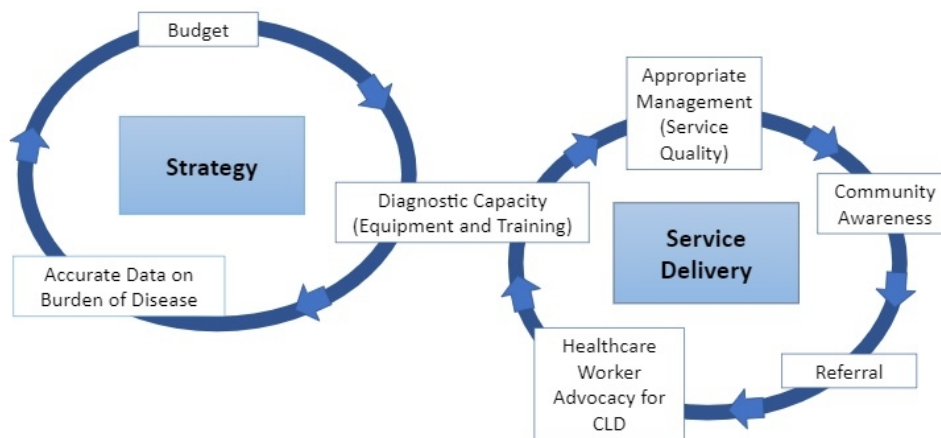 Budget
Strategy
Accurate Data on
Burden of Disease
Diagnostic Capacity
(Equipment and Training)
Appropriate
Management
(Service
Quality)
Community
Awareness
Service
Delivery
Referral
Healthcare
Worker
Advocacy for
CLD